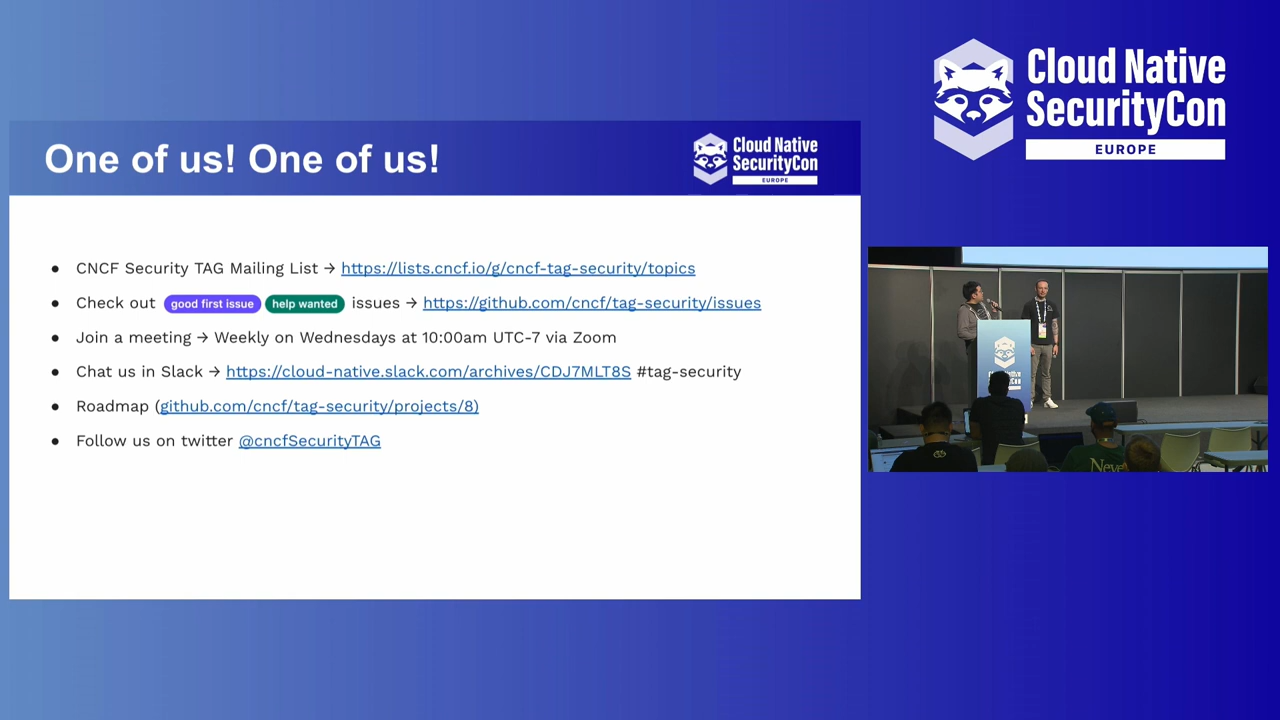 Cloud Native
SecurityCon
EUROPE
One of us! One of us!
Cloud Native
SecurityCon
EUROPE
● CNCF Security TAG Mailing List → https://lists.cncf.io/g/cncf-tag-security/topics
● Check out good first issue help wanted issues → https://github.com/cncf/tag-security/issues
● Join a meeting → Weekly on Wednesdays at 10:00am UTC-7 via Zoom
● Chat us in Slack → https://cloud-native.slack.com/archives/CDJ7MLT8S #tag-security
● Roadmap (github.com/cncf/tag-security/projects/8)
● Follow us on twitter @cncfSecurityTAG
Cloud Native
SecurityCon
Neve